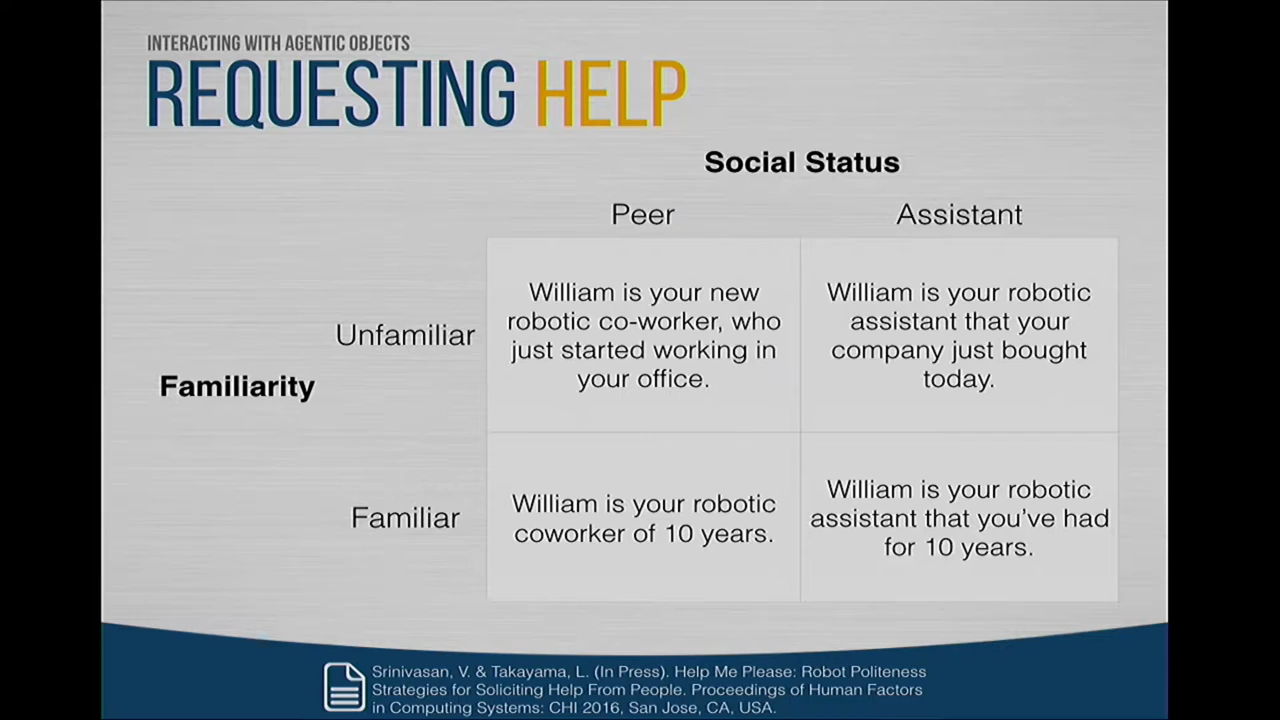 INTERACTING WITH AGENTIC OBJECTS
REQUESTING HELP
Social Status
Peer
Assistant
Familiarity
Unfamiliar
William is your new
robotic co-worker, who
just started working in
your office.
William is your robotic
assistant that your
company just bought
today.
Familiar
William is your robotic
coworker of 10 years.
William is your robotic
assistant that you've had
for 10 years.
Srinivasan, V. & Takayama, L. (In Press). Help Me Please: Robot Politeness
Strategies for Soliciting Help From People. Proceedings of Human Factors
in Computing Systems: CHI 2016, San Jose, CA, USA.